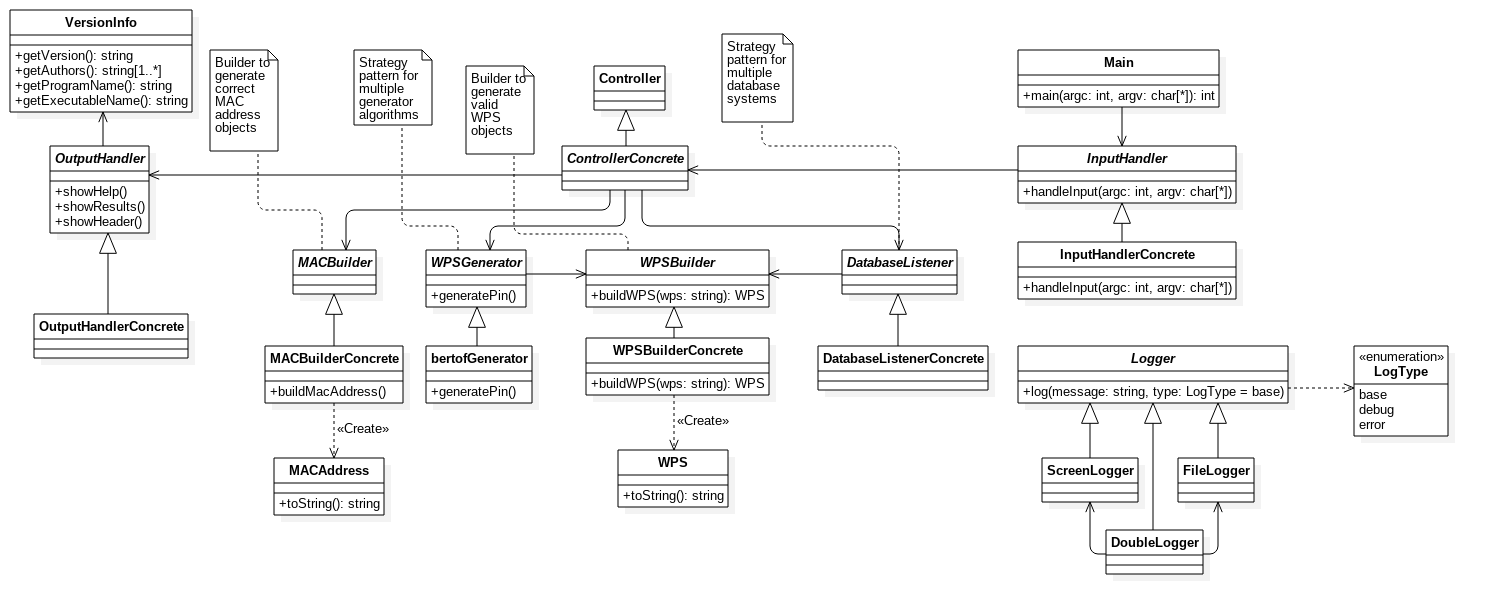 VersionInfo
+getVersion(): string
+getAuthors(): string[1..*]
+getProgramName(): string
+getExecutableName(): string
Builder to
generate
correct
MAC
address
objects
Strategy
pattern for
multiple
generator
algorithms
Builder to
generate
valid
WPS
objects
Controller
Strategy
pattern for
multiple
database
systems
Main
+main(argc: int, argv: char[*]): int
OutputHandler
+showHelp()
+showResults()
+showHeader()
ControllerConcrete
InputHandler
+handleInput(argc: int, argv: char[*])
MACBuilder
WPSGenerator
+generatePin()
WPSBuilder
+buildWPS(wps: string): WPS
DatabaseListener
InputHandlerConcrete
+handleInput(argc: int, argv: char[*])
OutputHandlerConcrete
MACBuilderConcrete
+buildMacAddress()
bertofGenerator
+generatePin()
WPSBuilderConcrete
+buildWPS(wps: string): WPS
DatabaseListenerConcrete
Logger
+log(message: string, type: LogType = base)
«enumeration»
LogType
base
debug
error
«Create»
«Create»
MACAddress
+toString(): string
WPS
+toString(): string
ScreenLogger
FileLogger
DoubleLogger